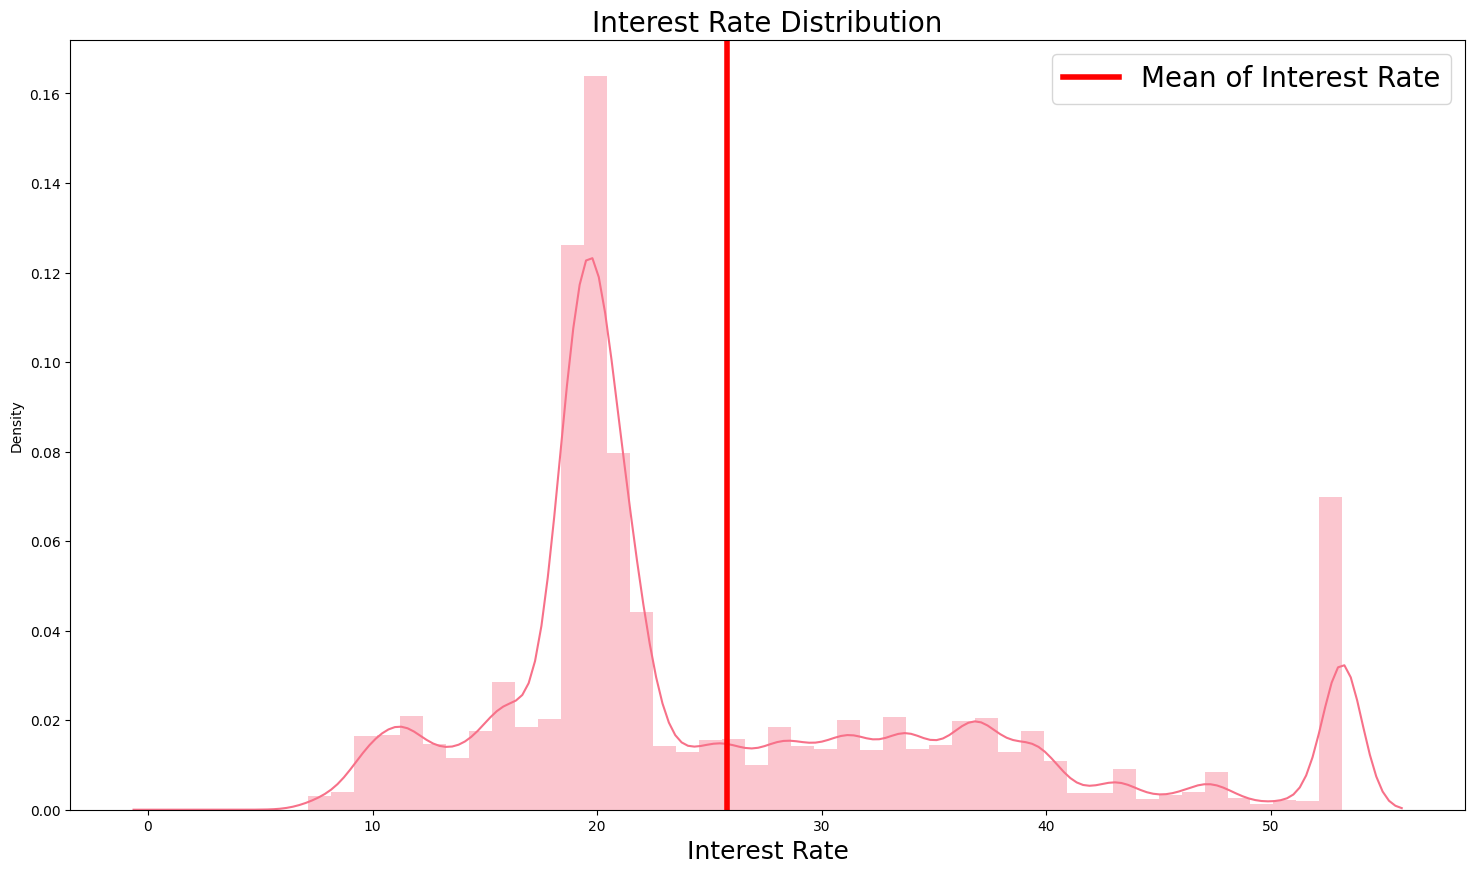 Interest Rate Distribution
Mean of Interest Rate
0.16
0.14
0.12
0.10
0.08
0.06
0.04
0.02
0.00
Density
0 10 20 30 40 50
Interest Rate